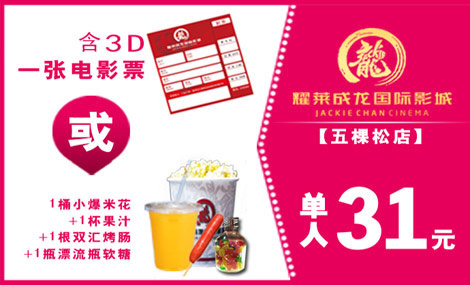 含3D
一张电影票
或
1桶小爆米花
+1杯果汁
+1根双汇烤肠
+1瓶漂流瓶软糖
龍
耀莱成龙国际影城
JACKIE CHAN CINEMA
【五棵松店】
单人31元